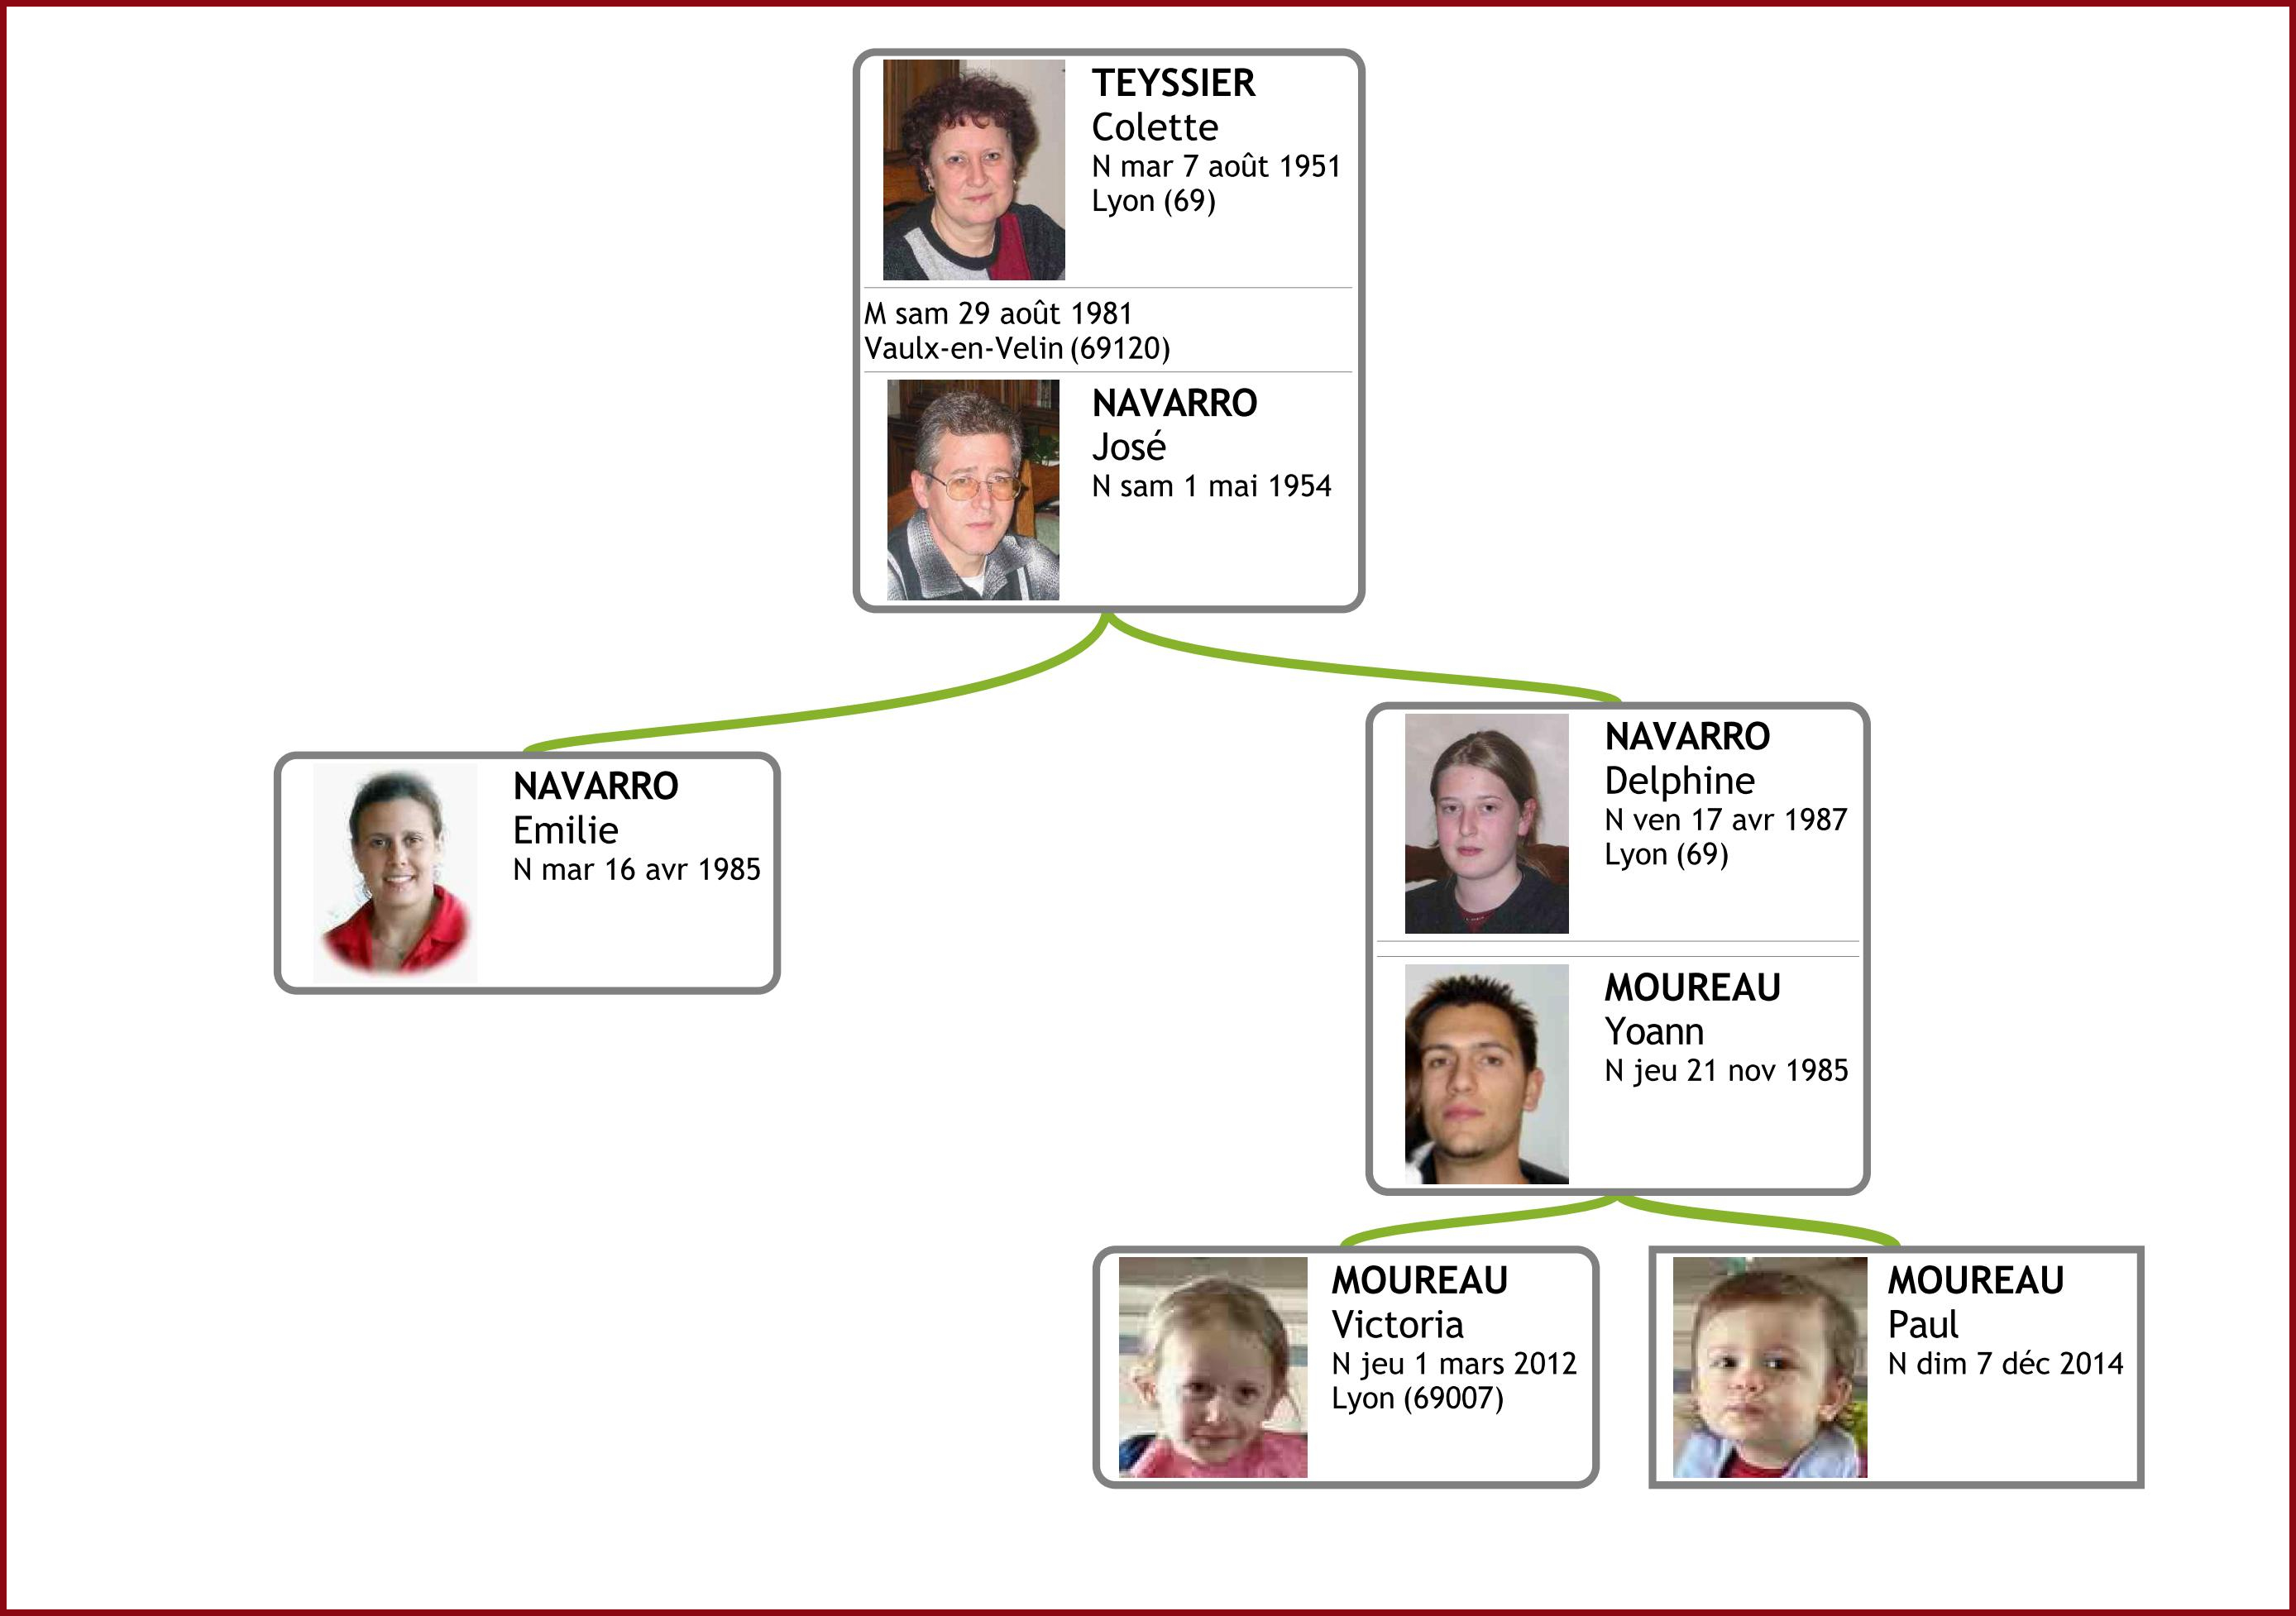 TEYSSIER
Colette
N mar 7 août 1951
Lyon (69)
M sam 29 août 1981
Vaulx-en-Velin (69120)
NAVARRO
José
N sam 1 mai 1954
NAVARRO
Emilie
N mar 16 avr 1985
NAVARRO
Delphine
N ven 17 avr 1987
Lyon (69)
MOUREAU
Yoann
N jeu 21 nov 1985
MOUREAU
Victoria
N jeu 1 mars 2012
Lyon (69007)
MOUREAU
Paul
N dim 7 déc 2014